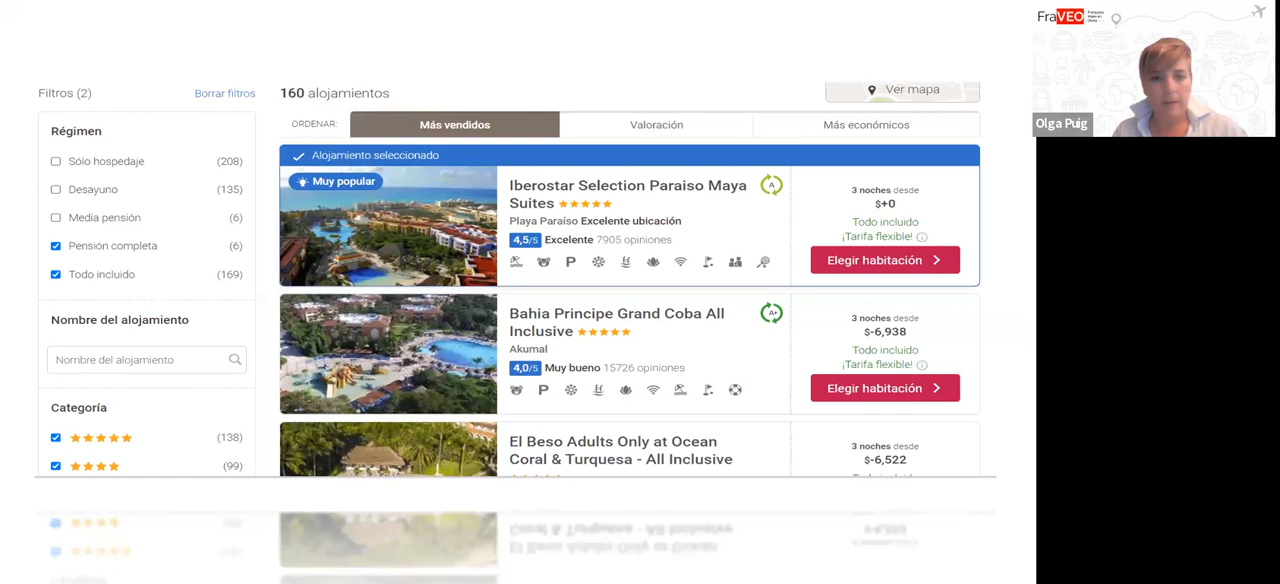 Filtros (2)
Borrar filtros
Régimen
Sólo hospedaje (208)
Desayuno (135)
Media pensión (6)
Pensión completa (6)
Todo incluido (169)
Nombre del alojamiento
Nombre del alojamiento
Categoría
(138)
(99)
160 alojamientos
Ver mapa
ORDENAR:
Más vendidos
Valoración
Más económicos
Alojamiento seleccionado
Muy popular
Iberostar Selection Paraiso Maya
Suites
Playa Paraíso Excelente ubicación
4,5/5 Excelente 7905 opiniones
A
3 noches desde
$+0
Todo incluido
¡Tarifa flexible!
Elegir habitación
Bahia Principe Grand Coba All
Inclusive
Akumal
4,0/5 Muy bueno 15726 opiniones
A+
3 noches desde
$-6,938
Todo incluido
¡Tarifa flexible!
Elegir habitación
El Beso Adults Only at Ocean
Coral & Turquesa - All Inclusive
3 noches desde
$-6,522
FraVEO
Olga Puig